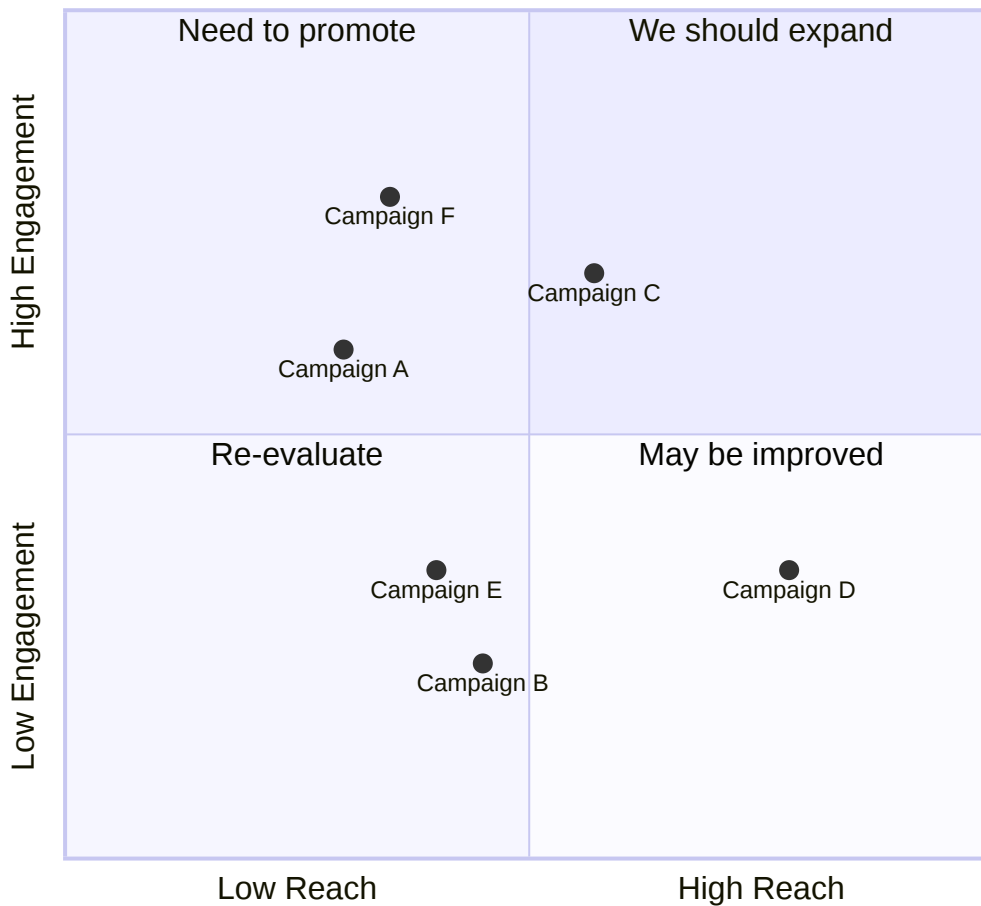 Need to promote
We should expand
High Engagement
Campaign F
Campaign C
Campaign A
Re-evaluate
May be improved
Low Engagement
Campaign E
Campaign D
Campaign B
Low Reach
High Reach